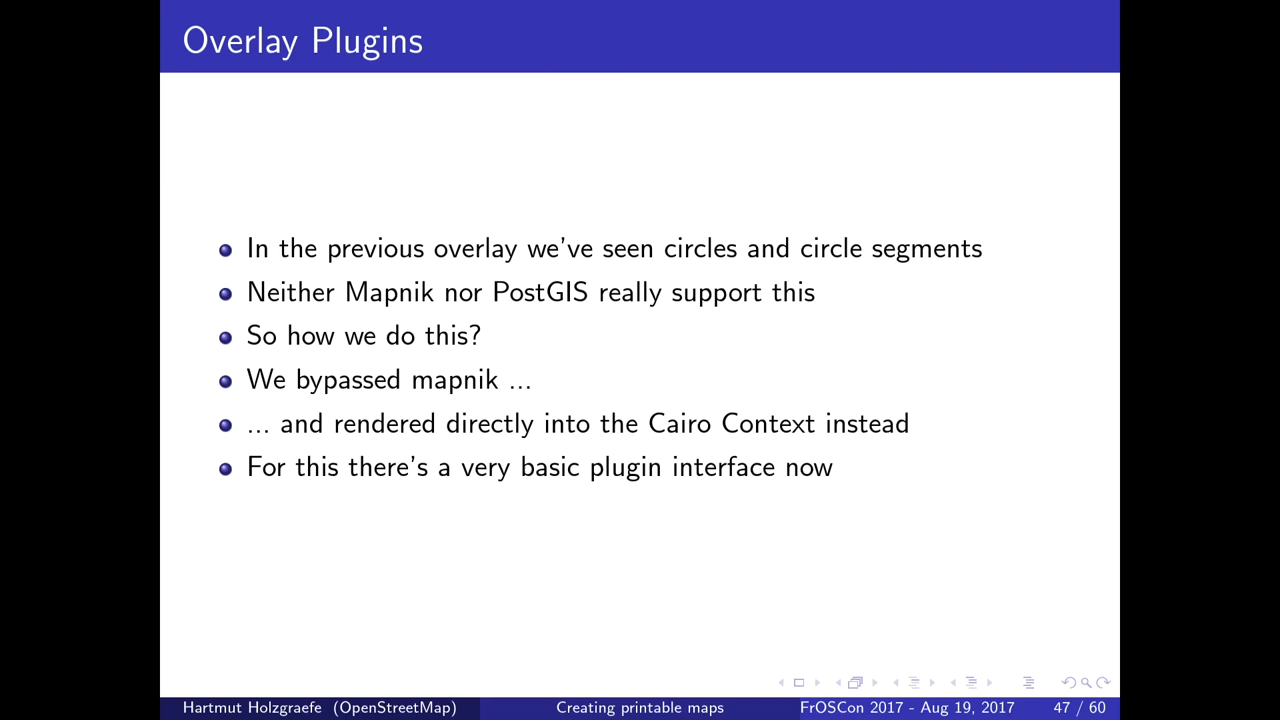 Overlay Plugins
In the previous overlay we've seen circles and circle segments
Neither Mapnik nor PostGIS really support this
So how we do this?
We bypassed mapnik ...
... and rendered directly into the Cairo Context instead
For this there's a very basic plugin interface now
Hartmut Holzgraefe (OpenStreetMap) Creating printable maps FrOSCon 2017 - Aug 19, 2017 47 / 60